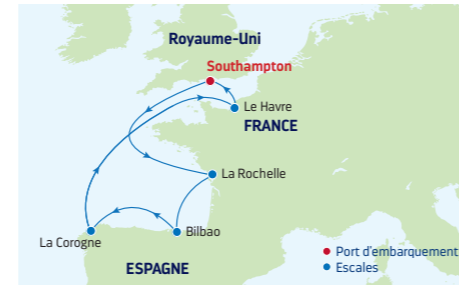 Royaume-Uni
Southampton
Le Havre
FRANCE
La Rochelle
La Corogne
Bilbao
ESPAGNE
Port d'embarquement
Escales